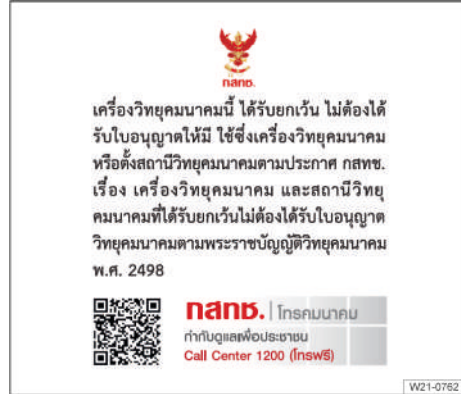 กสทช.
เครื่องวิทยุคมนาคมนี้ ได้รับยกเว้น ไม่ต้องได้
รับใบอนุญาตให้มี ใช้ซึ่งเครื่องวิทยุคมนาคม
หรือตั้งสถานีวิทยุคมนาคมตามประกาศ กสทช.
เรื่อง เครื่องวิทยุคมนาคม และสถานีวิทยุ
คมนาคมที่ได้รับยกเว้นไม่ต้องได้รับใบอนุญาต
วิทยุคมนาคมตามพระราชบัญญัติวิทยุคมนาคม
พ.ศ. 2498
กสทช. | โทรคมนาคม
กำกับดูแลเพื่อประชาชน
Call Center 1200 (โทรฟรี)
W21-0762